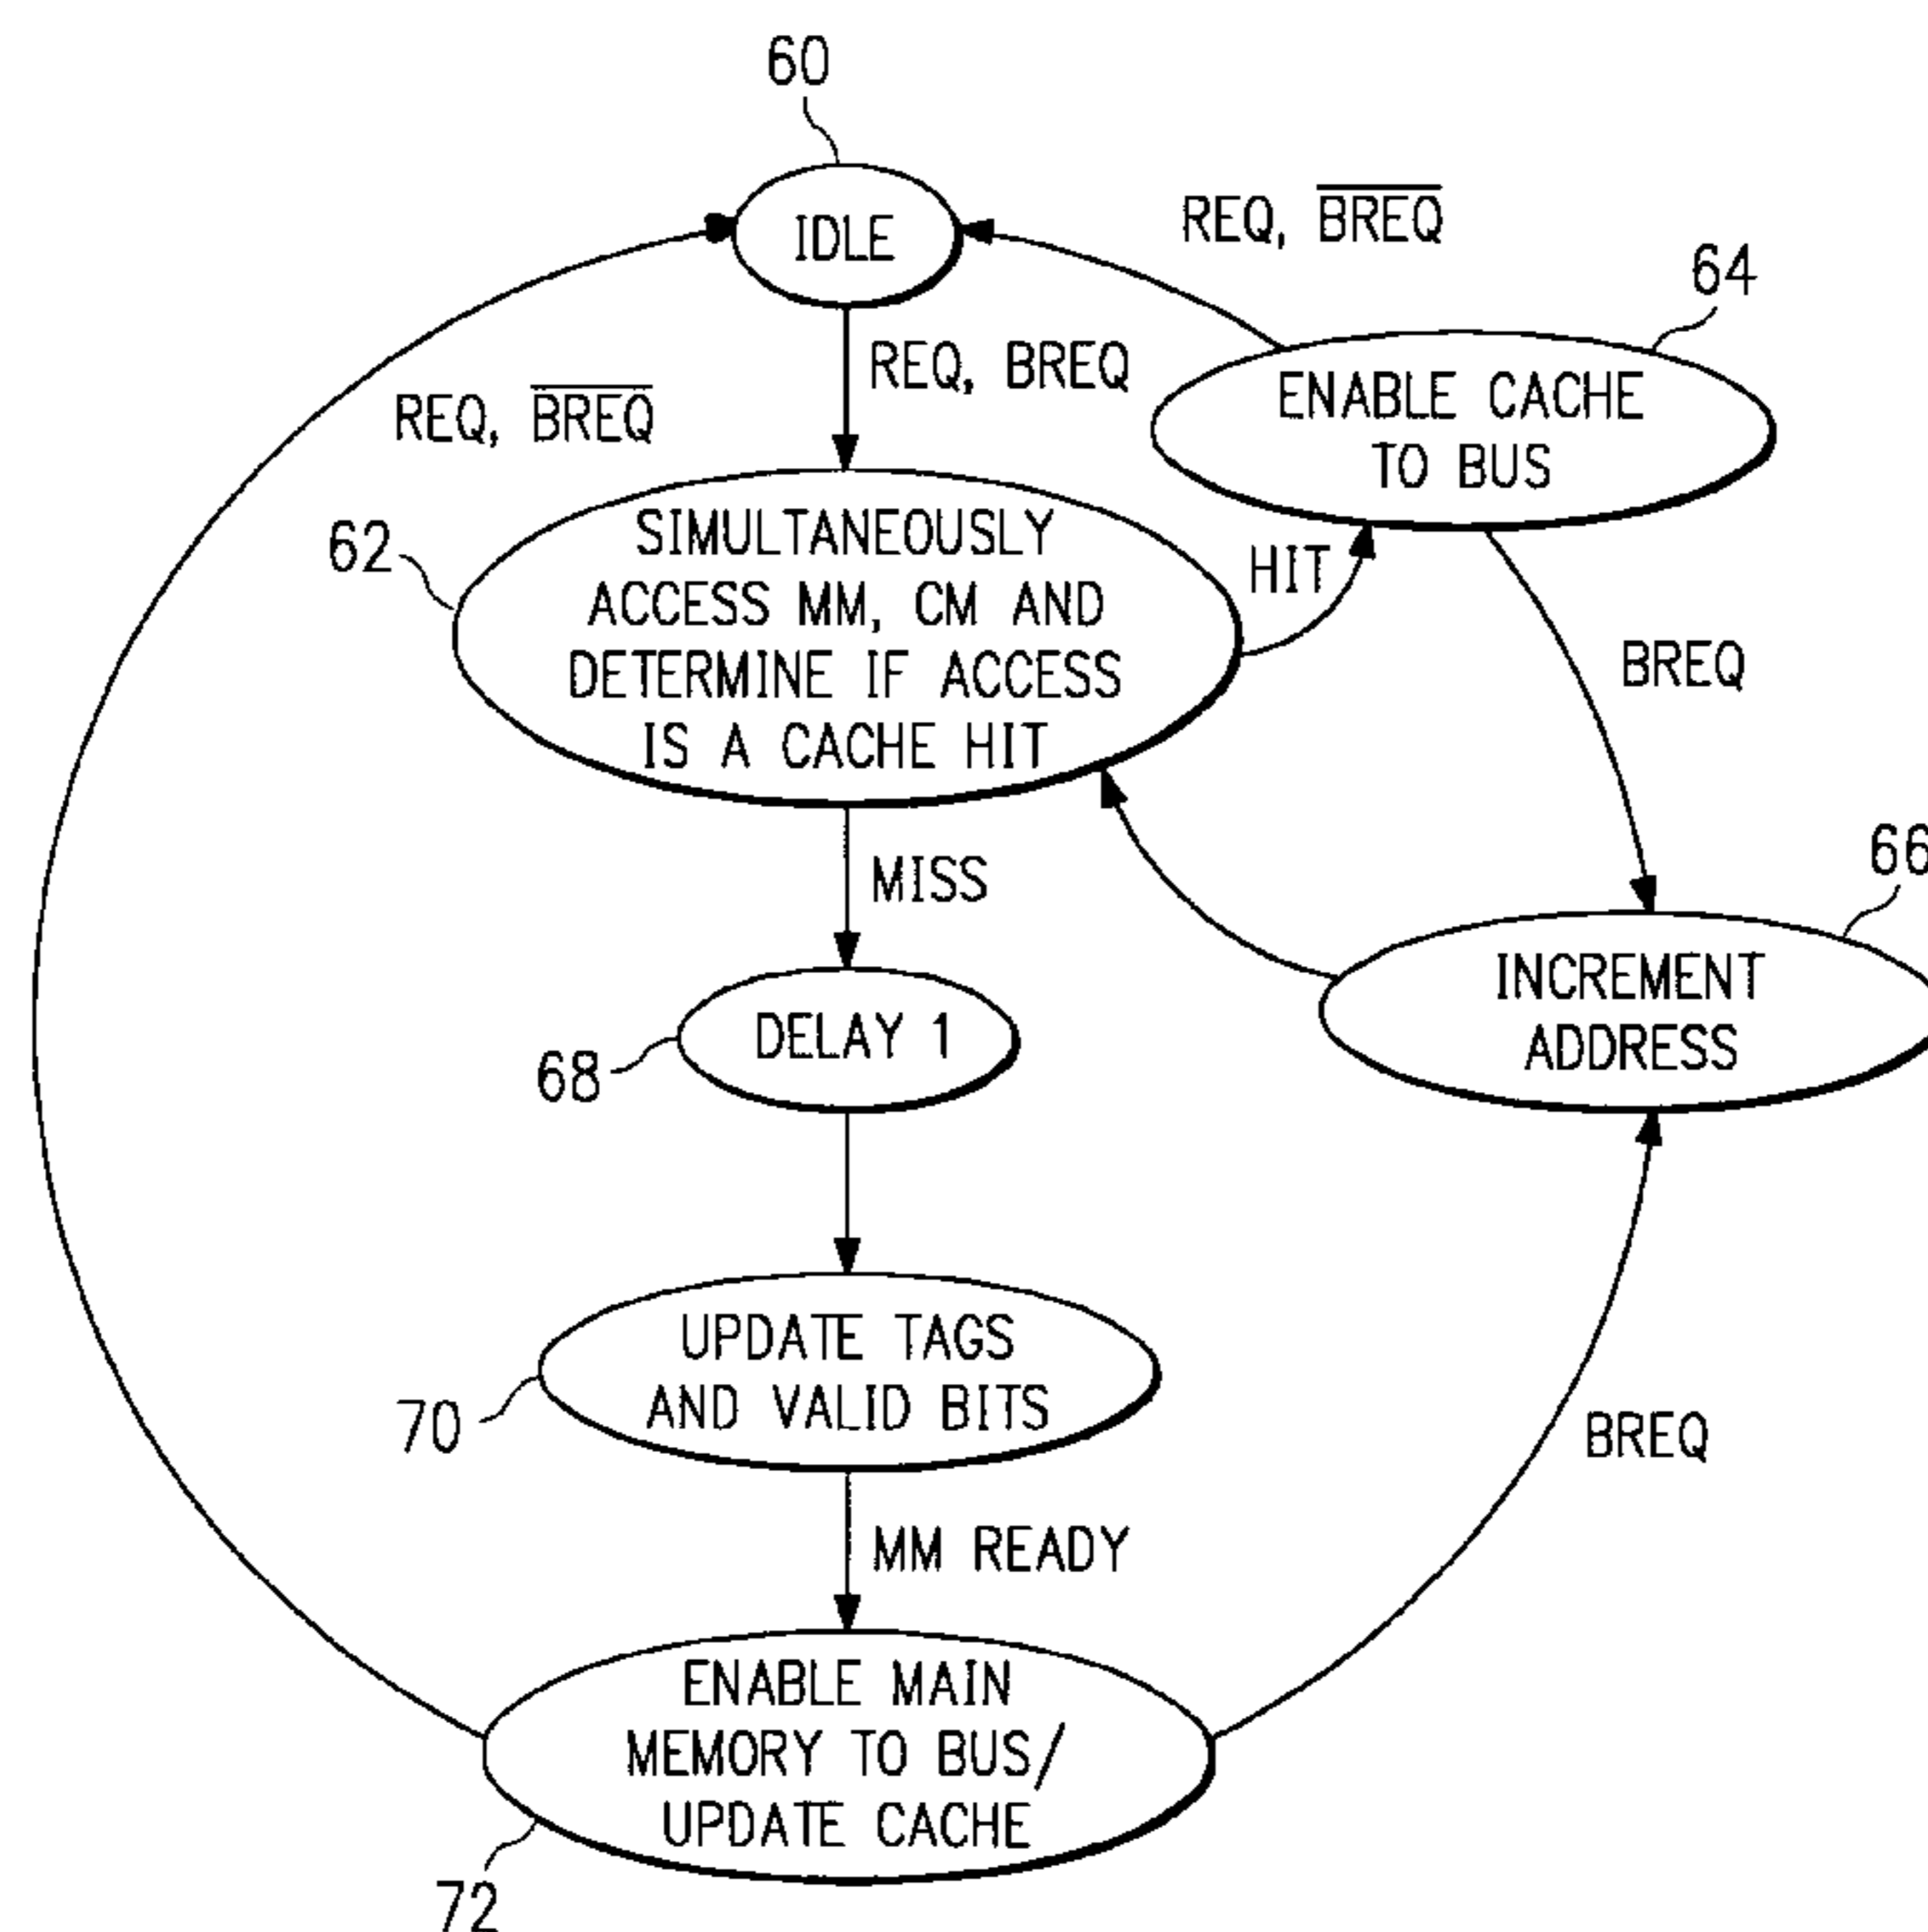 60
IDLE
REQ, B̅R̅E̅Q̅
64
REQ, BREQ
ENABLE CACHE
TO BUS
REQ, B̅R̅E̅Q̅
62
SIMULTANEOUSLY
ACCESS MM, CM AND
DETERMINE IF ACCESS
IS A CACHE HIT
HIT
BREQ
MISS
66
INCREMENT
ADDRESS
DELAY 1
68
UPDATE TAGS
AND VALID BITS
70
BREQ
MM READY
ENABLE MAIN
MEMORY TO BUS/
UPDATE CACHE
72